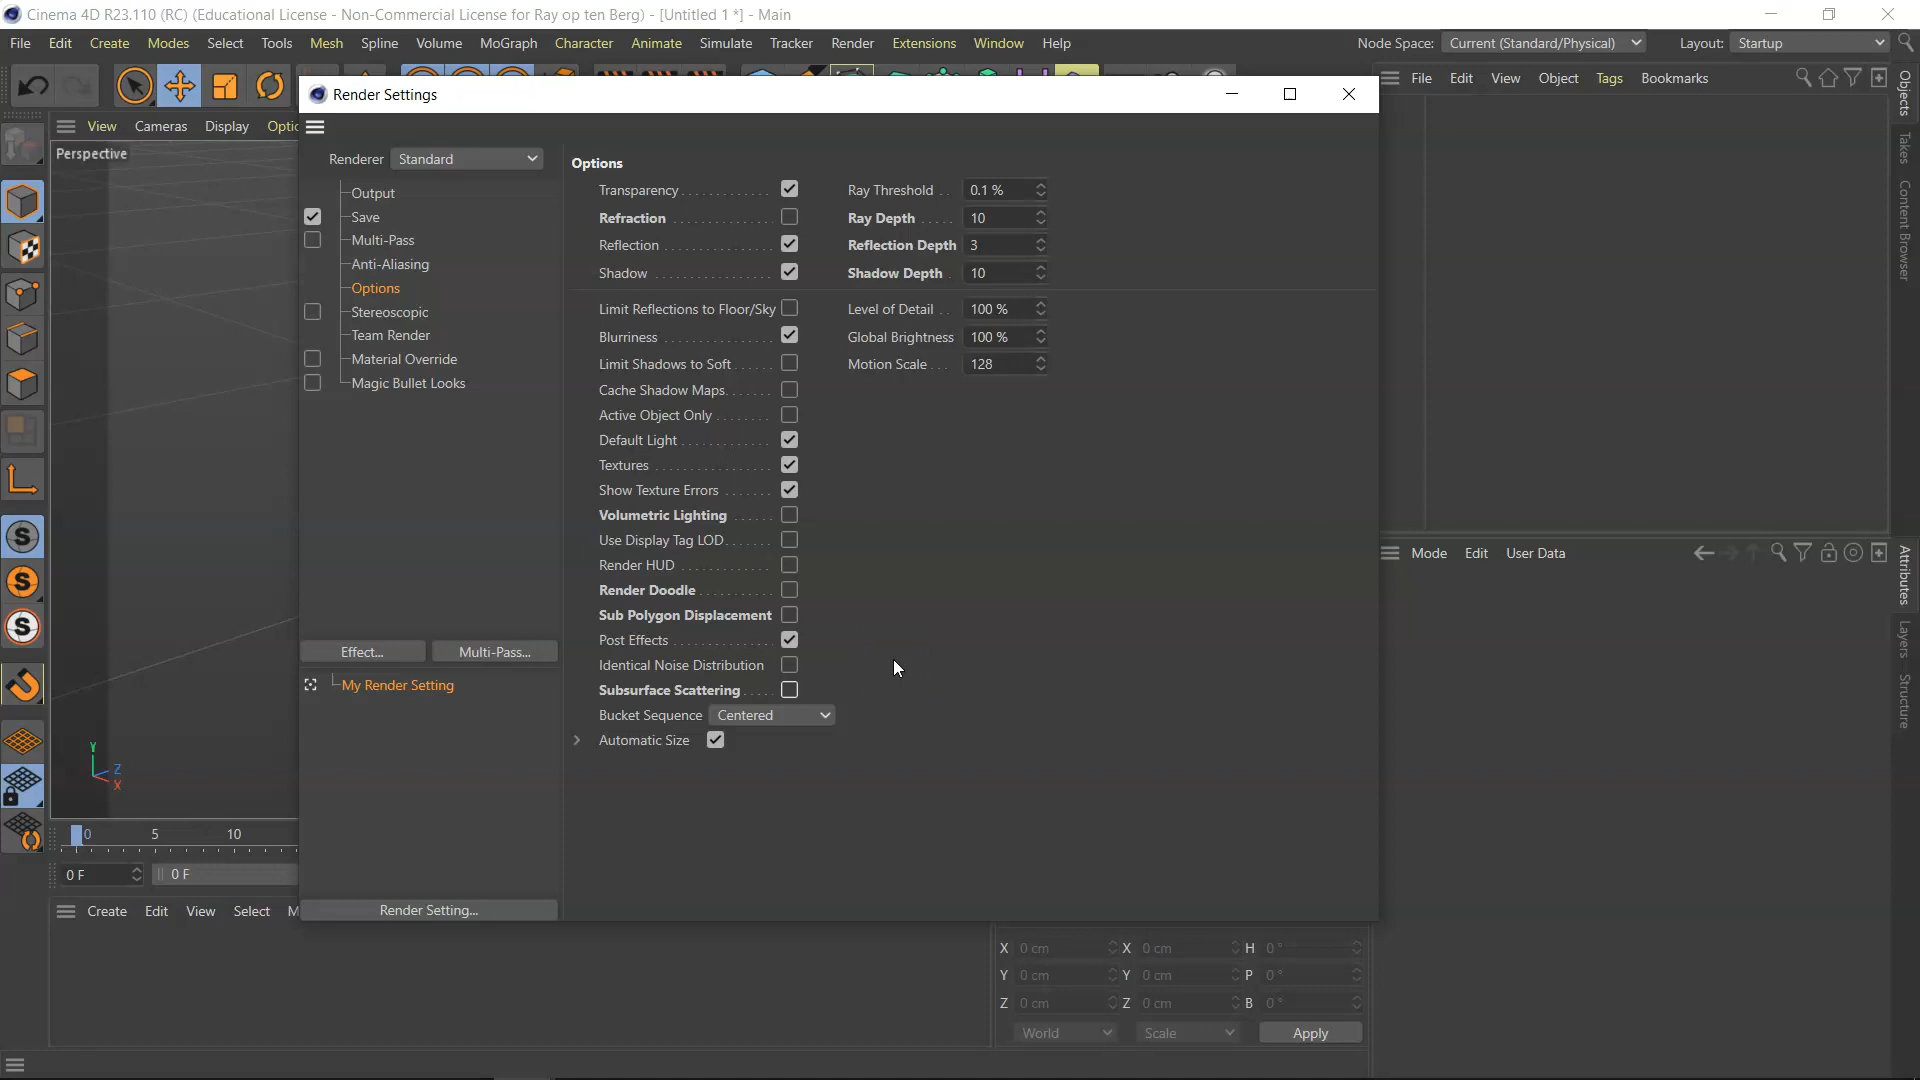 Cinema 4D R23.110 (RC) (Educational License - Non-Commercial License for Ray op ten Berg) - [Untitled 1 *] - Main
File Edit Create Modes Select Tools Mesh Spline Volume MoGraph Character Animate Simulate Tracker Render Extensions Window Help
Node Space: Current (Standard/Physical) Layout: Startup
Render Settings
File Edit View Object Tags Bookmarks
Objects
Takes
Content Browser
View Cameras Display Optic
Perspective
Renderer Standard
Output
Save
Multi-Pass
Anti-Aliasing
Options
Stereoscopic
Team Render
Material Override
Magic Bullet Looks
Effect... Multi-Pass...
My Render Setting
Render Setting...
Options
Transparency Ray Threshold 0.1 %
Refraction Ray Depth 10
Reflection Reflection Depth 3
Shadow Shadow Depth 10
Limit Reflections to Floor/Sky Level of Detail 100 %
Blurriness Global Brightness 100 %
Limit Shadows to Soft Motion Scale 128
Cache Shadow Maps
Active Object Only
Default Light
Textures
Show Texture Errors
Volumetric Lighting
Use Display Tag LOD
Render HUD
Render Doodle
Sub Polygon Displacement
Post Effects
Identical Noise Distribution
Subsurface Scattering
Bucket Sequence Centered
Automatic Size
Mode Edit User Data
Attributes
Layers
Structure
Y
Z
X
0 5 10
0 F 0 F
Create Edit View Select M
X 0 cm X 0 cm H 0 °
Y 0 cm Y 0 cm P 0 °
Z 0 cm Z 0 cm B 0 °
World Scale Apply